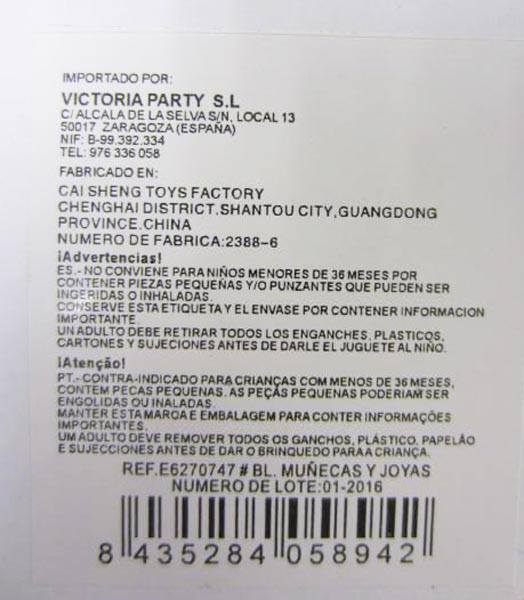 IMPORTADO POR:
VICTORIA PARTY S.L
C/ ALCALA DE LA SELVA S/N, LOCAL 13
50017 ZARAGOZA (ESPAÑA)
NIF: B-99.392.334
TEL: 976 336 058
FABRICADO EN:
CAI SHENG TOYS FACTORY
CHENGHAI DISTRICT.SHANTOU CITY,GUANGDONG
PROVINCE.CHINA
NUMERO DE FABRICA:2388-6
¡Advertencias!
ES.- NO CONVIENE PARA NIÑOS MENORES DE 36 MESES POR
CONTENER PIEZAS PEQUEÑAS Y/O PUNZANTES QUE PUEDEN SER
INGERIDAS O INHALADAS.
CONSERVE ESTA ETIQUETA Y EL ENVASE POR CONTENER INFORMACION
IMPORTANTE
UN ADULTO DEBE RETIRAR TODOS LOS ENGANCHES, PLASTICOS,
CARTONES Y SUJECIONES ANTES DE DARLE EL JUGUETE AL NIÑO.
¡Atenção!
PT.- CONTRA-INDICADO PARA CRIANÇAS COM MENOS DE 36 MESES,
CONTEM PECAS PEQUENAS. AS PEÇAS PEQUENAS PODERIAM SER
ENGOLIDAS OU INALADAS.
MANTER ESTA MAROA E EMBALAGEM PARA CONTER INFORMAÇÕES
IMPORTANTES.
UM ADULTO DEVE REMOVER TODOS OS GANCHOS, PLÁSTICO, PAPELÃO
E SUJECCIONES ANTES DE DAR O BRINQUEDO PARA A CRIANÇA.
REF.E6270747 # BL. MUÑECAS Y JOYAS
NUMERO DE LOTE:01-2016
8 435284 058942